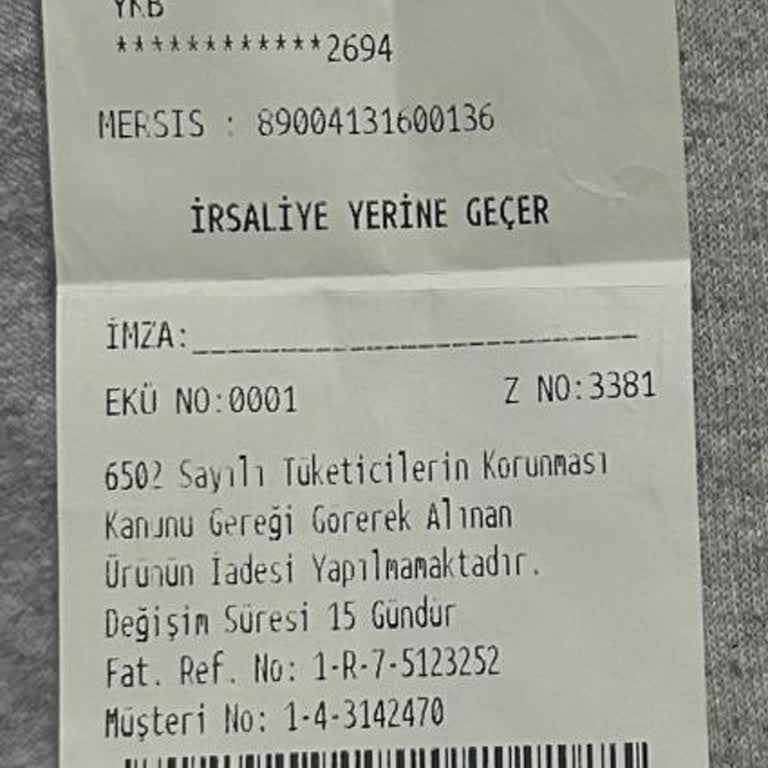 YKB
************2694
MERSIS : 89004131600136
İRSALİYE YERİNE GEÇER
İMZA:______________________________
EKÜ NO:0001 Z NO:3381
6502 Sayılı Tüketicilerin Korunması
Kanunu Gereği Görerek Alınan
Ürünün İadesi Yapılmamaktadır.
Değişim Süresi 15 Gündür
Fat. Ref. No: 1-R-7-5123252
Müşteri No: 1-4-3142470